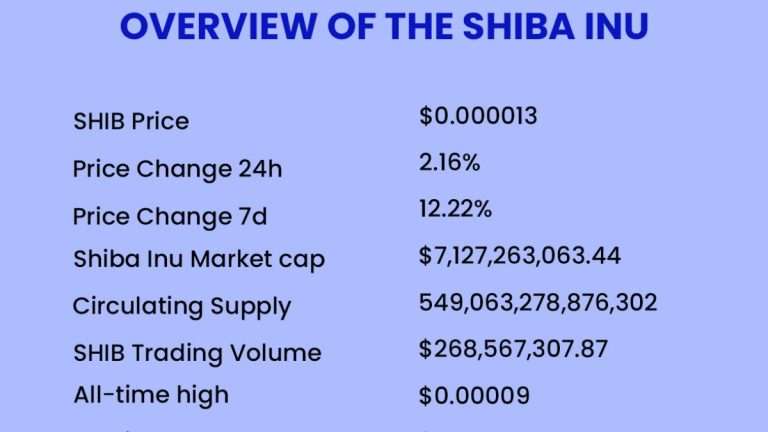 OVERVIEW OF THE SHIBA INU
SHIB Price $0.000013
Price Change 24h 2.16%
Price Change 7d 12.22%
Shiba Inu Market cap $7,127,263,063.44
Circulating Supply 549,063,278,876,302
SHIB Trading Volume $268,567,307.87
All-time high $0.00009